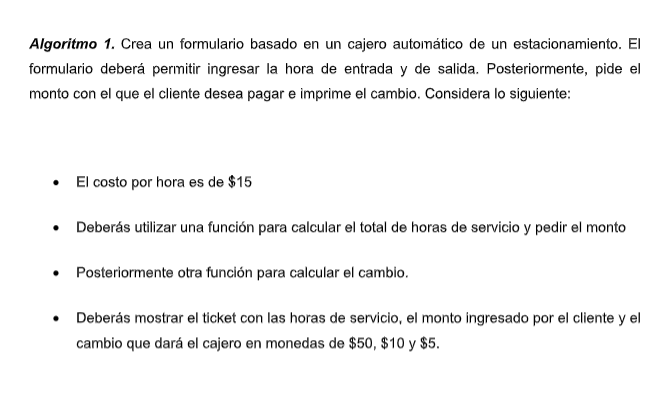 Algoritmo 1. Crea un formulario basado en un cajero automático de un estacionamiento. El
formulario deberá permitir ingresar la hora de entrada y de salida. Posteriormente, pide el
monto con el que el cliente desea pagar e imprime el cambio. Considera lo siguiente:
• El costo por hora es de $15
• Deberás utilizar una función para calcular el total de horas de servicio y pedir el monto
• Posteriormente otra función para calcular el cambio.
• Deberás mostrar el ticket con las horas de servicio, el monto ingresado por el cliente y el
cambio que dará el cajero en monedas de $50, $10 y $5.